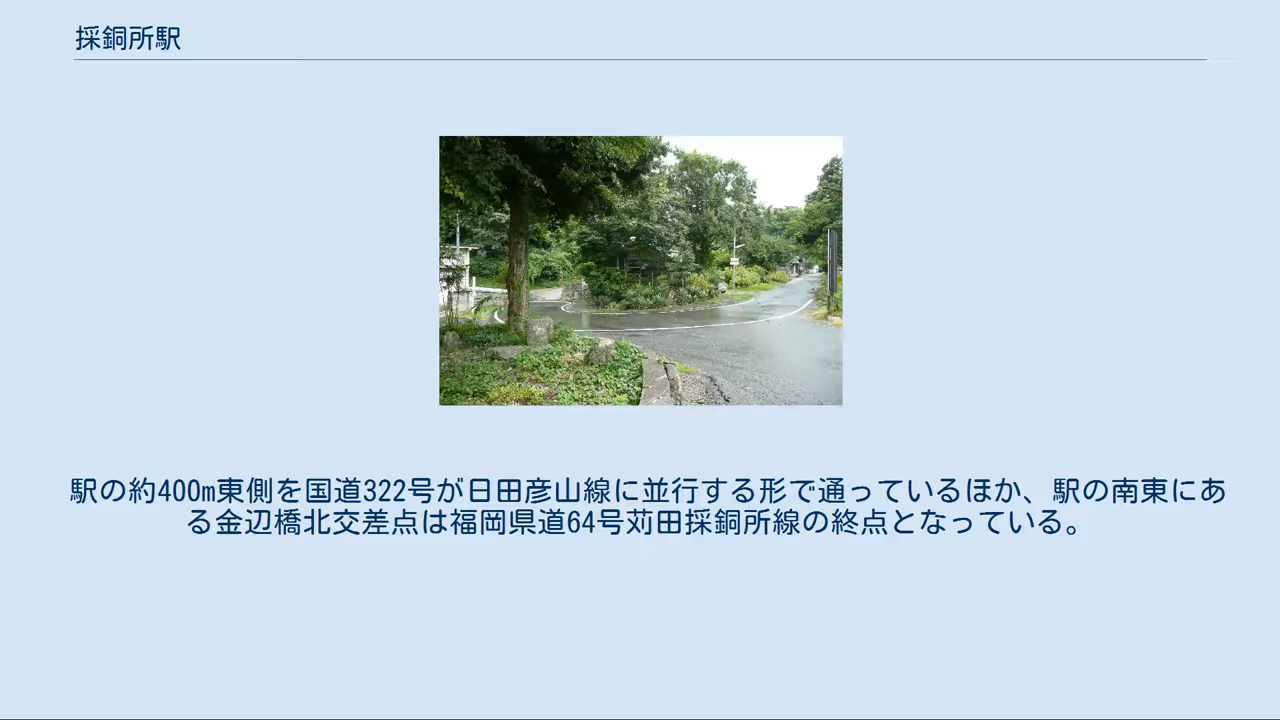 採銅所駅
駅の約400m東側を国道322号が日田彦山線に並行する形で通っているほか、駅の南東にあ
る金辺橋北交差点は福岡県道64号苅田採銅所線の終点となっている。